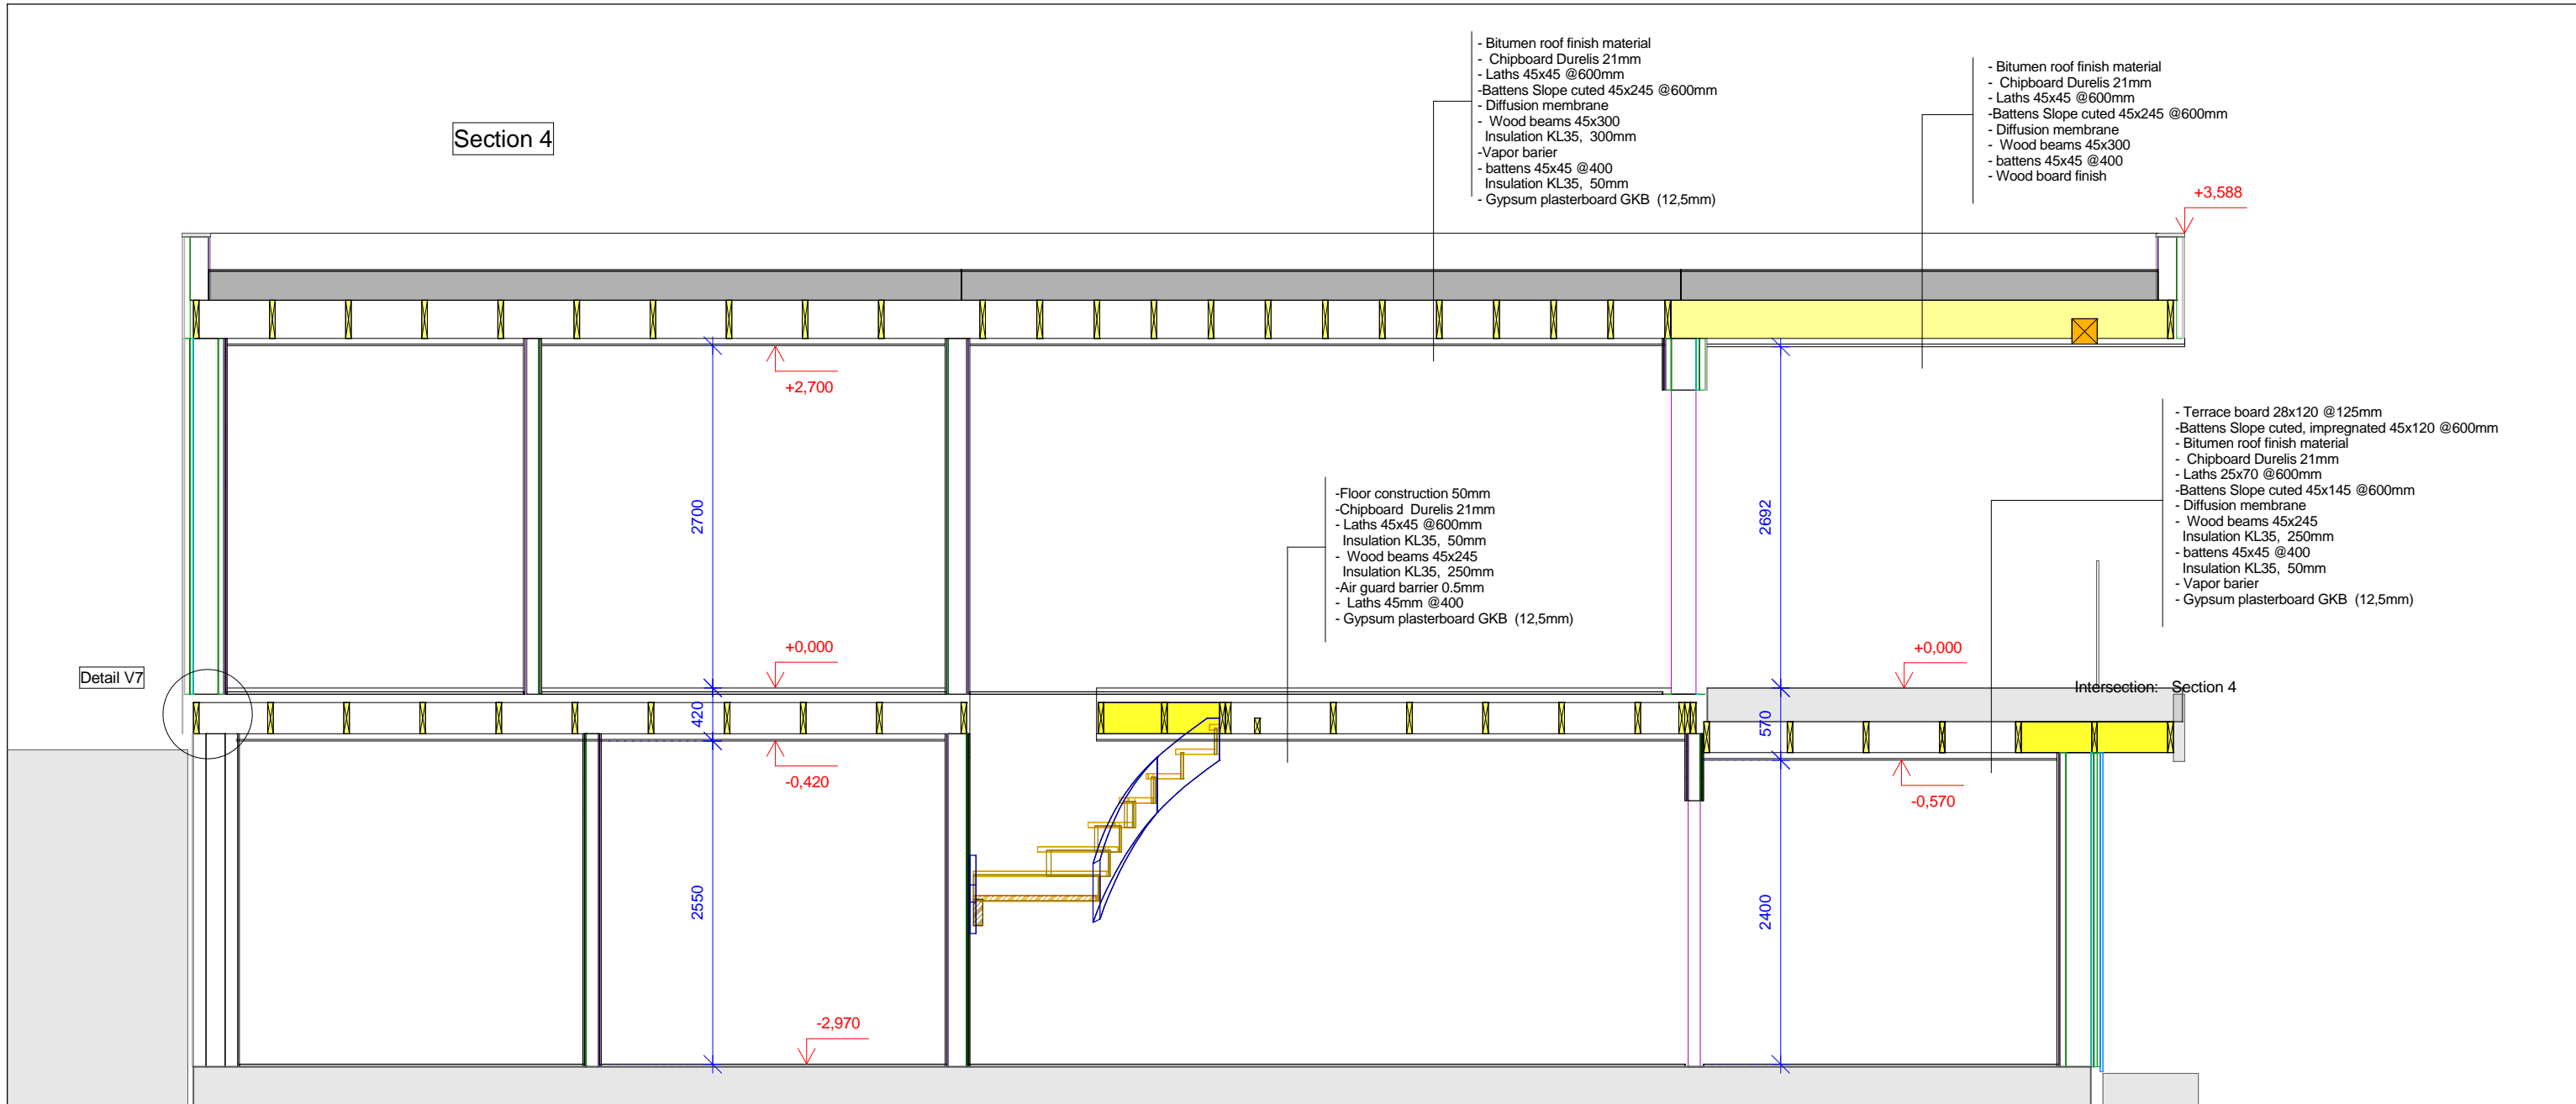 Section 4
- Bitumen roof finish material
-  Chipboard Durelis 21mm
- Laths 45x45 @600mm
-Battens Slope cuted 45x245 @600mm
- Diffusion membrane
-  Wood beams 45x300
Insulation KL35,  300mm
-Vapor barier
- battens 45x45 @400
Insulation KL35,  50mm
- Gypsum plasterboard GKB  (12,5mm)
- Bitumen roof finish material
-  Chipboard Durelis 21mm
- Laths 45x45 @600mm
-Battens Slope cuted 45x245 @600mm
- Diffusion membrane
-  Wood beams 45x300
- battens 45x45 @400
- Wood board finish
+3,588
+2,700
- Terrace board 28x120 @125mm
-Battens Slope cuted, impregnated 45x120 @600mm
- Bitumen roof finish material
-  Chipboard Durelis 21mm
- Laths 25x70 @600mm
-Battens Slope cuted 45x145 @600mm
- Diffusion membrane
-  Wood beams 45x245
Insulation KL35,  250mm
- battens 45x45 @400
Insulation KL35,  50mm
- Vapor barier
- Gypsum plasterboard GKB  (12,5mm)
-Floor construction 50mm
-Chipboard  Durelis 21mm
- Laths 45x45 @600mm
Insulation KL35,  50mm
-  Wood beams 45x245
Insulation KL35,  250mm
-Air guard barrier 0.5mm
-  Laths 45mm @400
- Gypsum plasterboard GKB  (12,5mm)
2700
2692
+0,000
+0,000
Detail V7
Intersection:   Section 4
420
570
-0,420
-0,570
2550
2400
-2,970